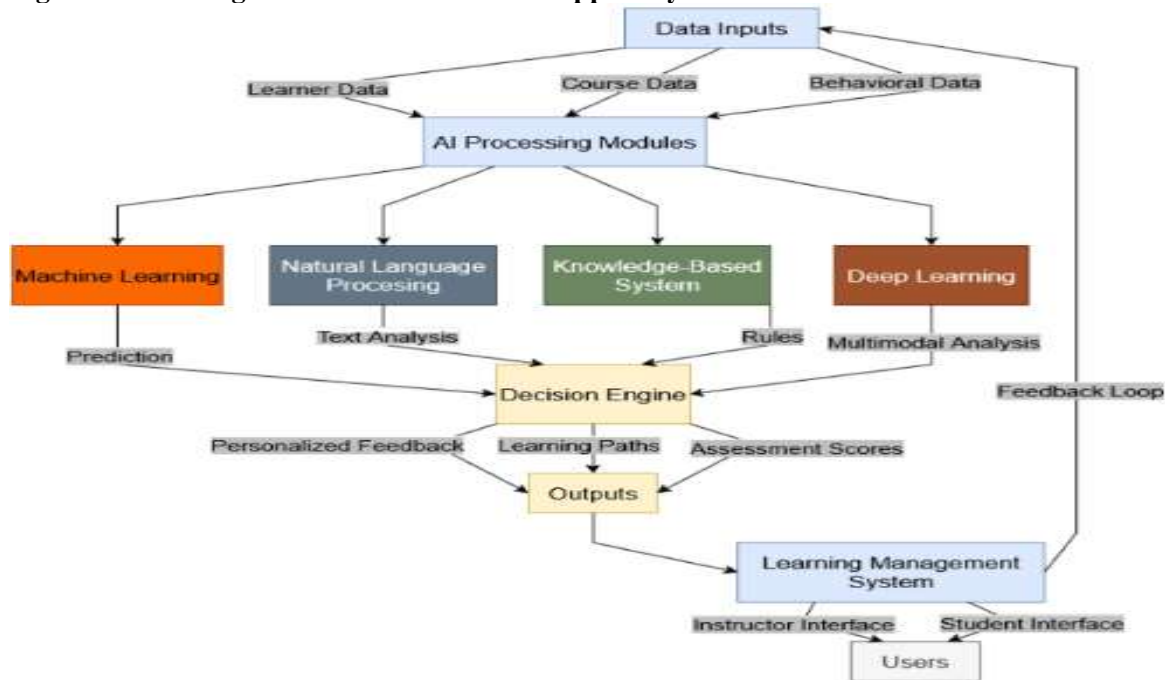 Data Inputs
Learner Data
Course Data
Behavioral Data
AI Processing Modules
Machine Learning
Natural Language
Procesing
Knowledge-Based
System
Deep Learning
Prediction
Text Analysis
Rules
Multimodal Analysis
Feedback Loop
Decision Engine
Personalized Feedback
Learning Paths
Assessment Scores
Outputs
Learning Management
System
Instructor Interface
Student Interface
Users